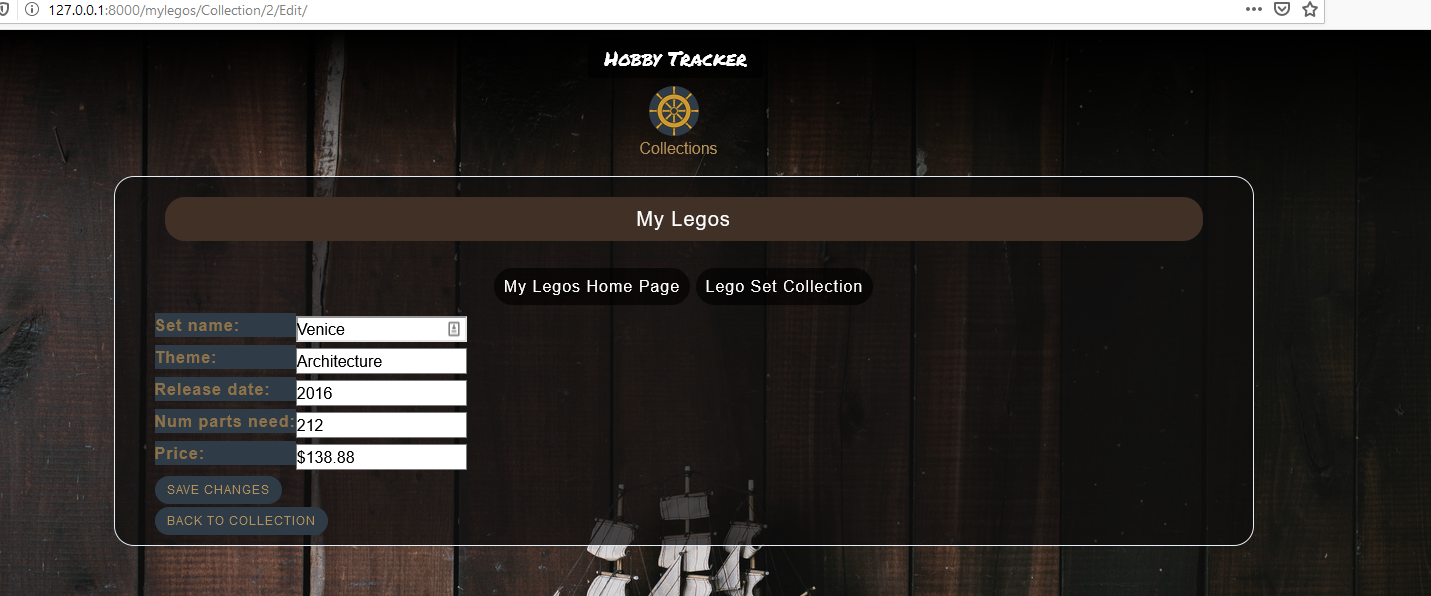 127.0.0.1:8000/mylegos/Collection/2/Edit/
Hobby Tracker
Collections
My Legos
My Legos Home Page Lego Set Collection
Set name: Venice
Theme: Architecture
Release date: 2016
Num parts need: 212
Price: $138.88
SAVE CHANGES
BACK TO COLLECTION